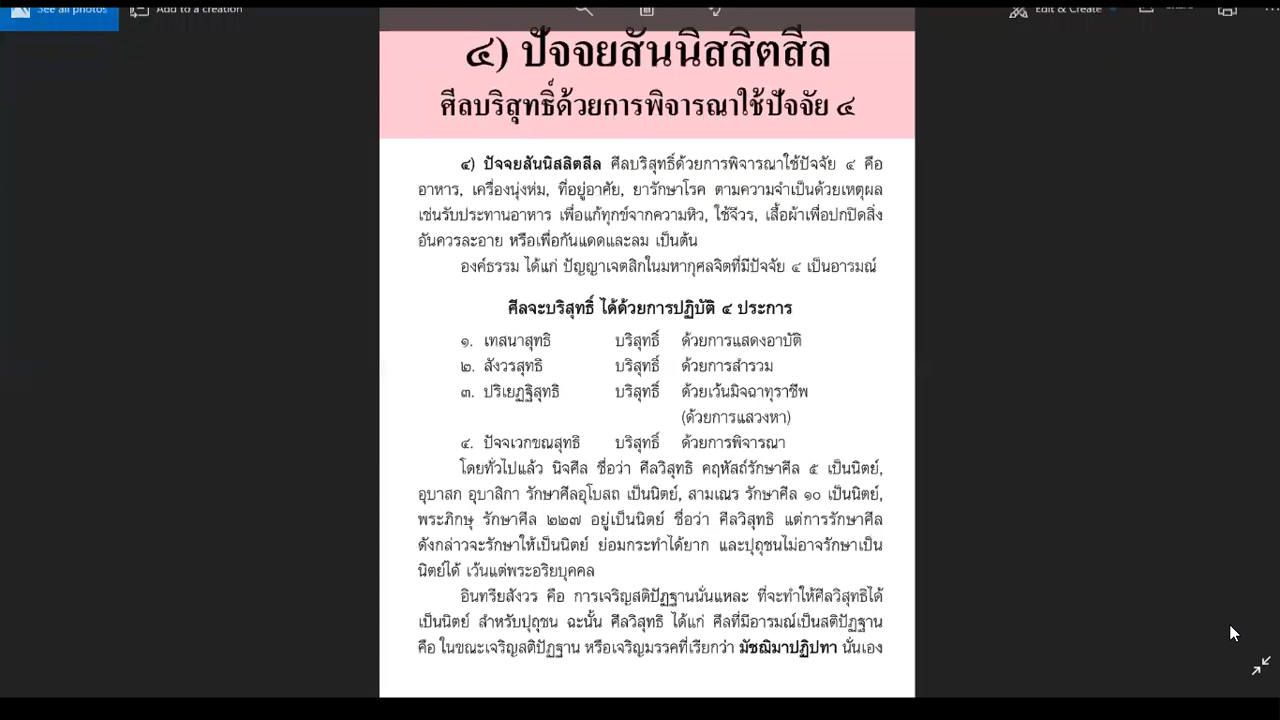 See all photos
Add to a creation
Edit & Create
๔) ปัจจยสันนิสสิตสีล
ศีลบริสุทธิ์ด้วยการพิจารณาใช้ปัจจัย ๔
๔) ปัจจยสันนิสสิตสีล ศีลบริสุทธิ์ด้วยการพิจารณาใช้ปัจจัย ๔ คือ
อาหาร, เครื่องนุ่งห่ม, ที่อยู่อาศัย, ยารักษาโรค ตามความจำเป็นด้วยเหตุผล
เช่นรับประทานอาหาร เพื่อแก้ทุกข์จากความหิว, ใช้จีวร, เสื้อผ้าเพื่อปกปิดสิ่ง
อันควรละอาย หรือเพื่อกันแดดและลม เป็นต้น
องค์ธรรม ได้แก่ ปัญญาเจตสิกในมหากุศลจิตที่มีปัจจัย ๔ เป็นอารมณ์
ศีลจะบริสุทธิ์ ได้ด้วยการปฏิบัติ ๔ ประการ
๑. เทสนาสุทธิ บริสุทธิ์ ด้วยการแสดงอาบัติ
๒. สังวรสุทธิ บริสุทธิ์ ด้วยการสำรวม
๓. ปริเยฏฐิสุทธิ บริสุทธิ์ ด้วยเว้นมิจฉาทุราชีพ
(ด้วยการแสวงหา)
๔. ปัจจเวกขณสุทธิ บริสุทธิ์ ด้วยการพิจารณา
โดยทั่วไปแล้ว นิจศีล ชื่อว่า ศีลวิสุทธิ คฤหัสถ์รักษาศีล ๕ เป็นนิตย์,
อุบาสก อุบาสิกา รักษาศีลอุโบสถ เป็นนิตย์, สามเณร รักษาศีล ๑๐ เป็นนิตย์,
พระภิกษุ รักษาศีล ๒๒๗ อยู่เป็นนิตย์ ชื่อว่า ศีลวิสุทธิ แต่การรักษาศีล
ดังกล่าวจะรักษาให้เป็นนิตย์ ย่อมกระทำได้ยาก และปุถุชนไม่อาจรักษาเป็น
นิตย์ได้ เว้นแต่พระอริยบุคคล
อินทรียสังวร คือ การเจริญสติปัฏฐานนั่นแหละ ที่จะทำให้ศีลวิสุทธิได้
เป็นนิตย์ สำหรับปุถุชน ฉะนั้น ศีลวิสุทธิ ได้แก่ ศีลที่มีอารมณ์เป็นสติปัฏฐาน
คือ ในขณะเจริญสติปัฏฐาน หรือเจริญมรรคที่เรียกว่า มัชฌิมาปฏิปทา นั่นเอง